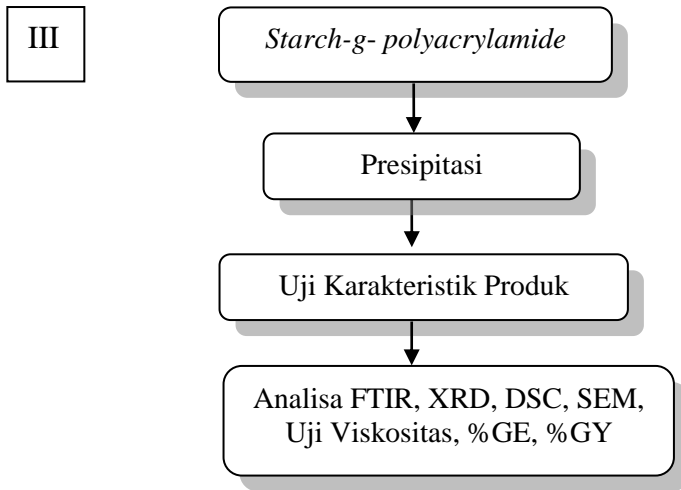 III
Starch-g- polyacrylamide
Presipitasi
Uji Karakteristik Produk
Analisa FTIR, XRD, DSC, SEM,
Uji Viskositas, %GE, %GY